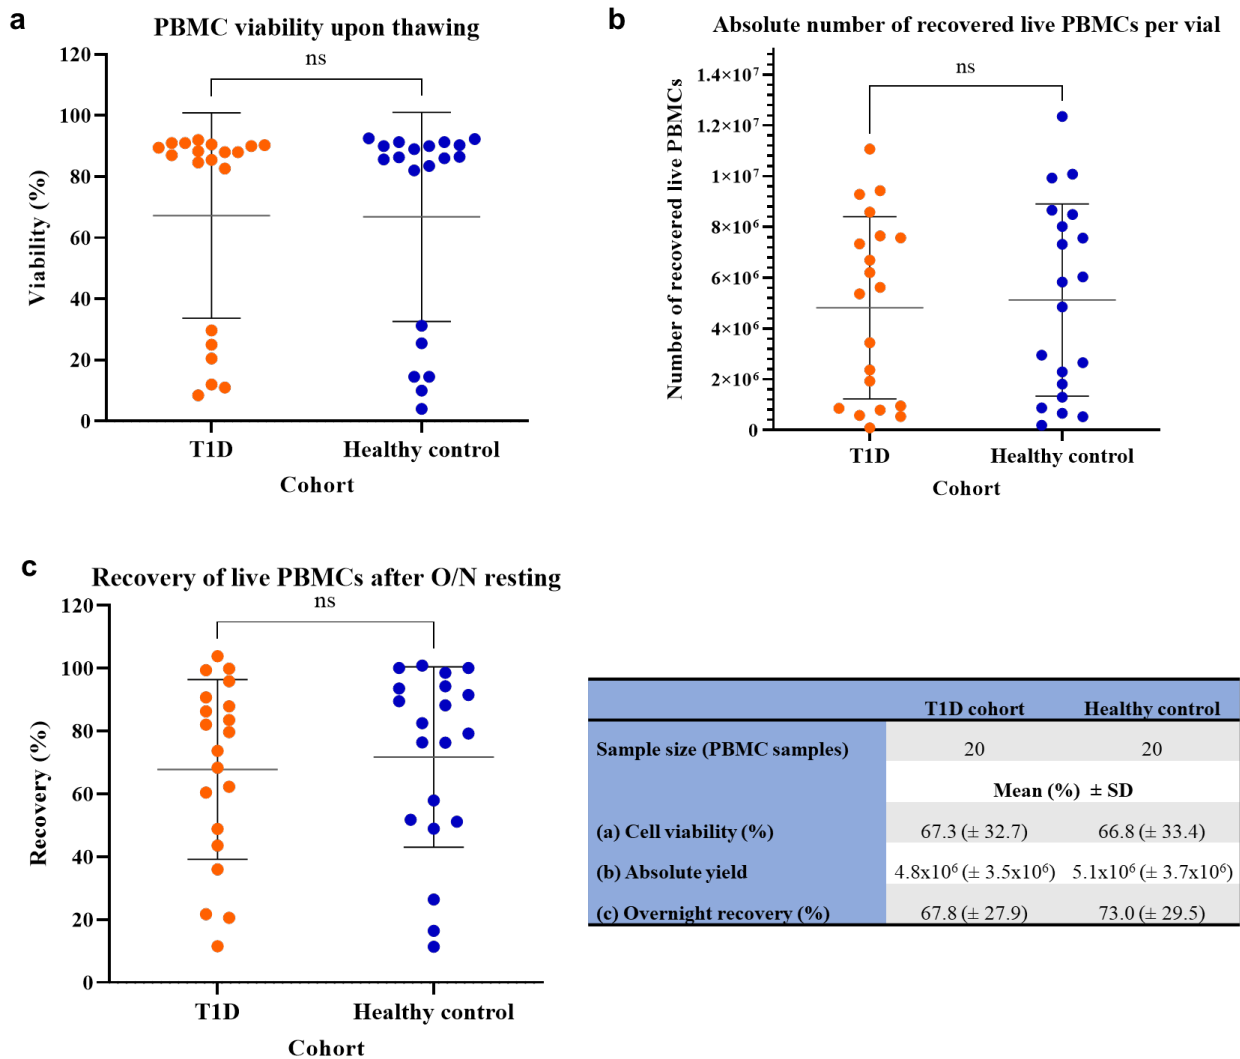 a
PBMC viability upon thawing
ns
120
100
80
60
40
20
0
Viability (%)
T1D
Healthy control
Cohort
b
Absolute number of recovered live PBMCs per vial
ns
1.4×10⁷
1.2×10⁷
1×10⁷
8×10⁶
6×10⁶
4×10⁶
2×10⁶
0
Number of recovered live PBMCs
T1D
Healthy control
Cohort
c
Recovery of live PBMCs after O/N resting
ns
120
100
80
60
40
20
0
Recovery (%)
T1D
Healthy control
Cohort
T1D cohort Healthy control
Sample size (PBMC samples) 20 20
Mean (%) ± SD
(a) Cell viability (%) 67.3 (± 32.7) 66.8 (± 33.4)
(b) Absolute yield 4.8x10⁶ (± 3.5x10⁶) 5.1x10⁶ (± 3.7x10⁶)
(c) Overnight recovery (%) 67.8 (± 27.9) 73.0 (± 29.5)